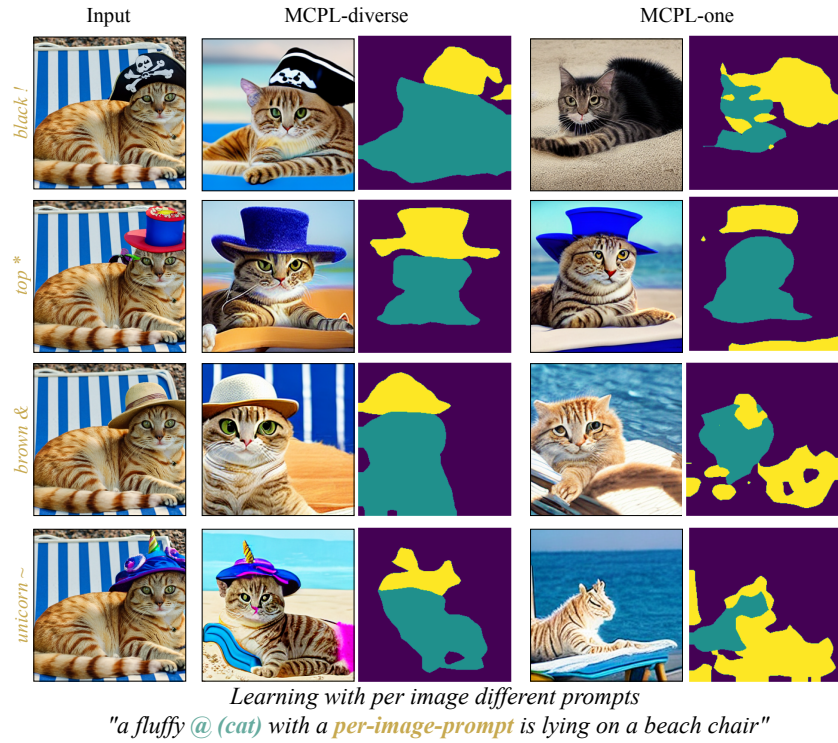 Input MCPL-diverse MCPL-one
black !
top *
brown &
unicorn ~
Learning with per image different prompts
"a fluffy @ (cat) with a per-image-prompt is lying on a beach chair"